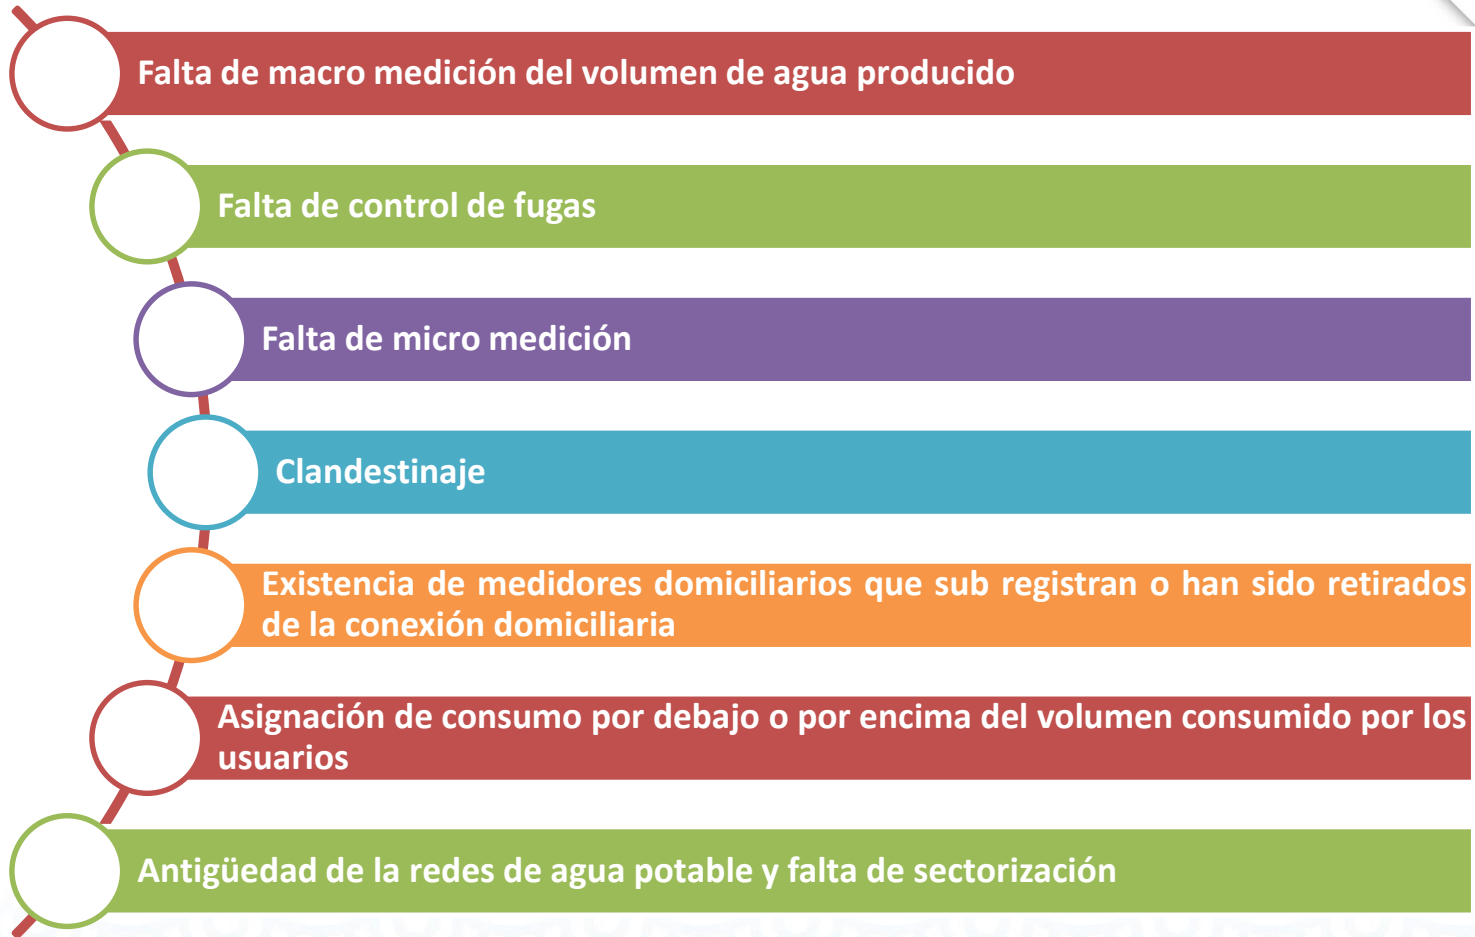 Falta de macro medición del volumen de agua producido
Falta de control de fugas
Falta de micro medición
Clandestinaje
Existencia de medidores domiciliarios que sub registran o han sido retirados
de la conexión domiciliaria
Asignación de consumo por debajo o por encima del volumen consumido por los
usuarios
Antigüedad de la redes de agua potable y falta de sectorización